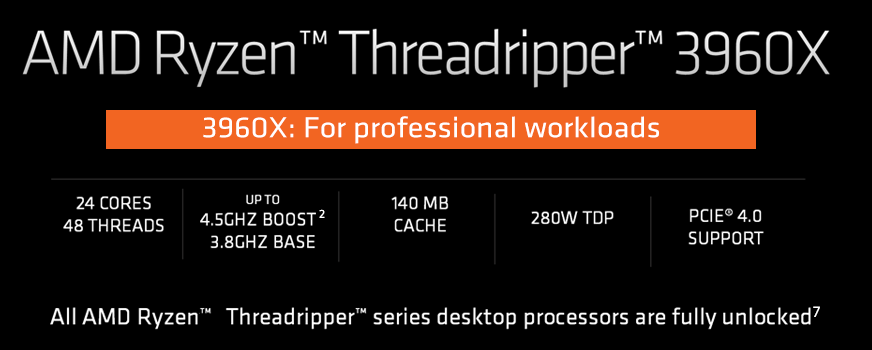 AMD Ryzen™ Threadripper™ 3960X
3960X: For professional workloads
24 CORES
48 THREADS
UP TO
4.5GHZ BOOST²
3.8GHZ BASE
140 MB
CACHE
280W TDP
PCIE® 4.0
SUPPORT
All AMD Ryzen™ Threadripper™ series desktop processors are fully unlocked⁷